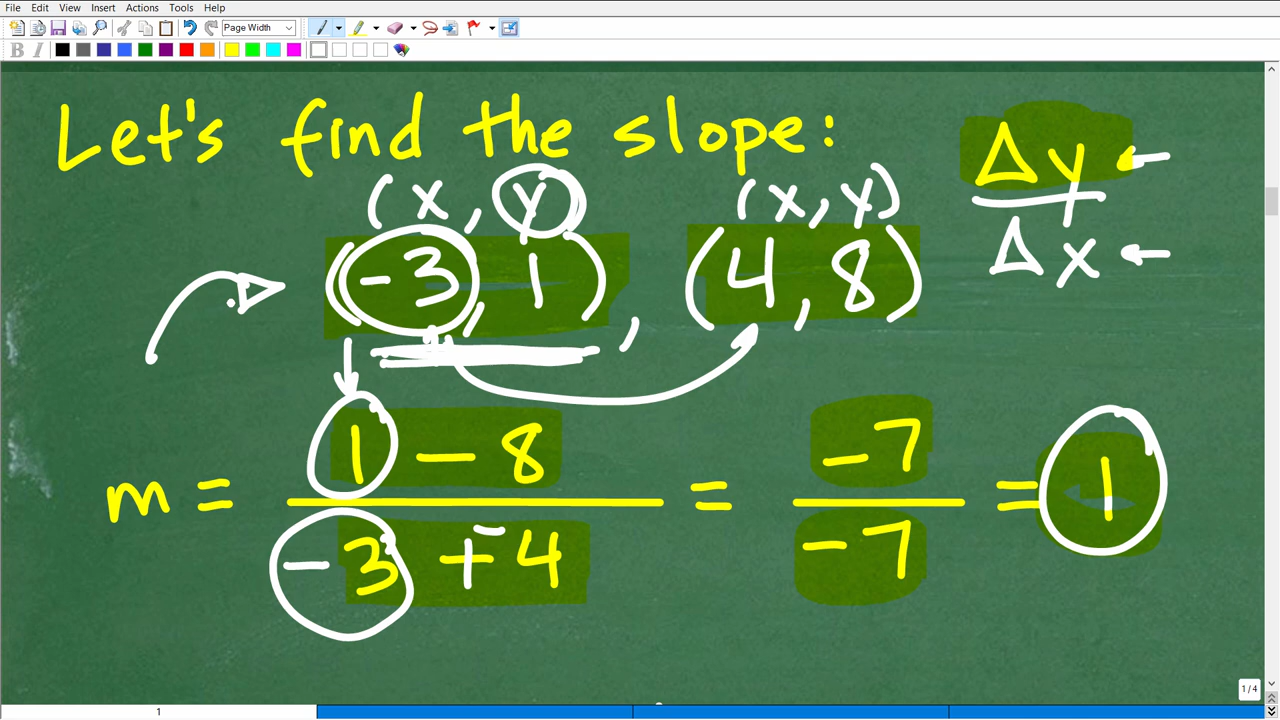 File Edit View Insert Actions Tools Help
Page Width
B I
Let's find the slope:
Δy
Δx
(x, y) (x, y)
(-3, 1), (4, 8)
m = 1 - 8 = -7 = 1
-3 + -4 -7
1/4
1